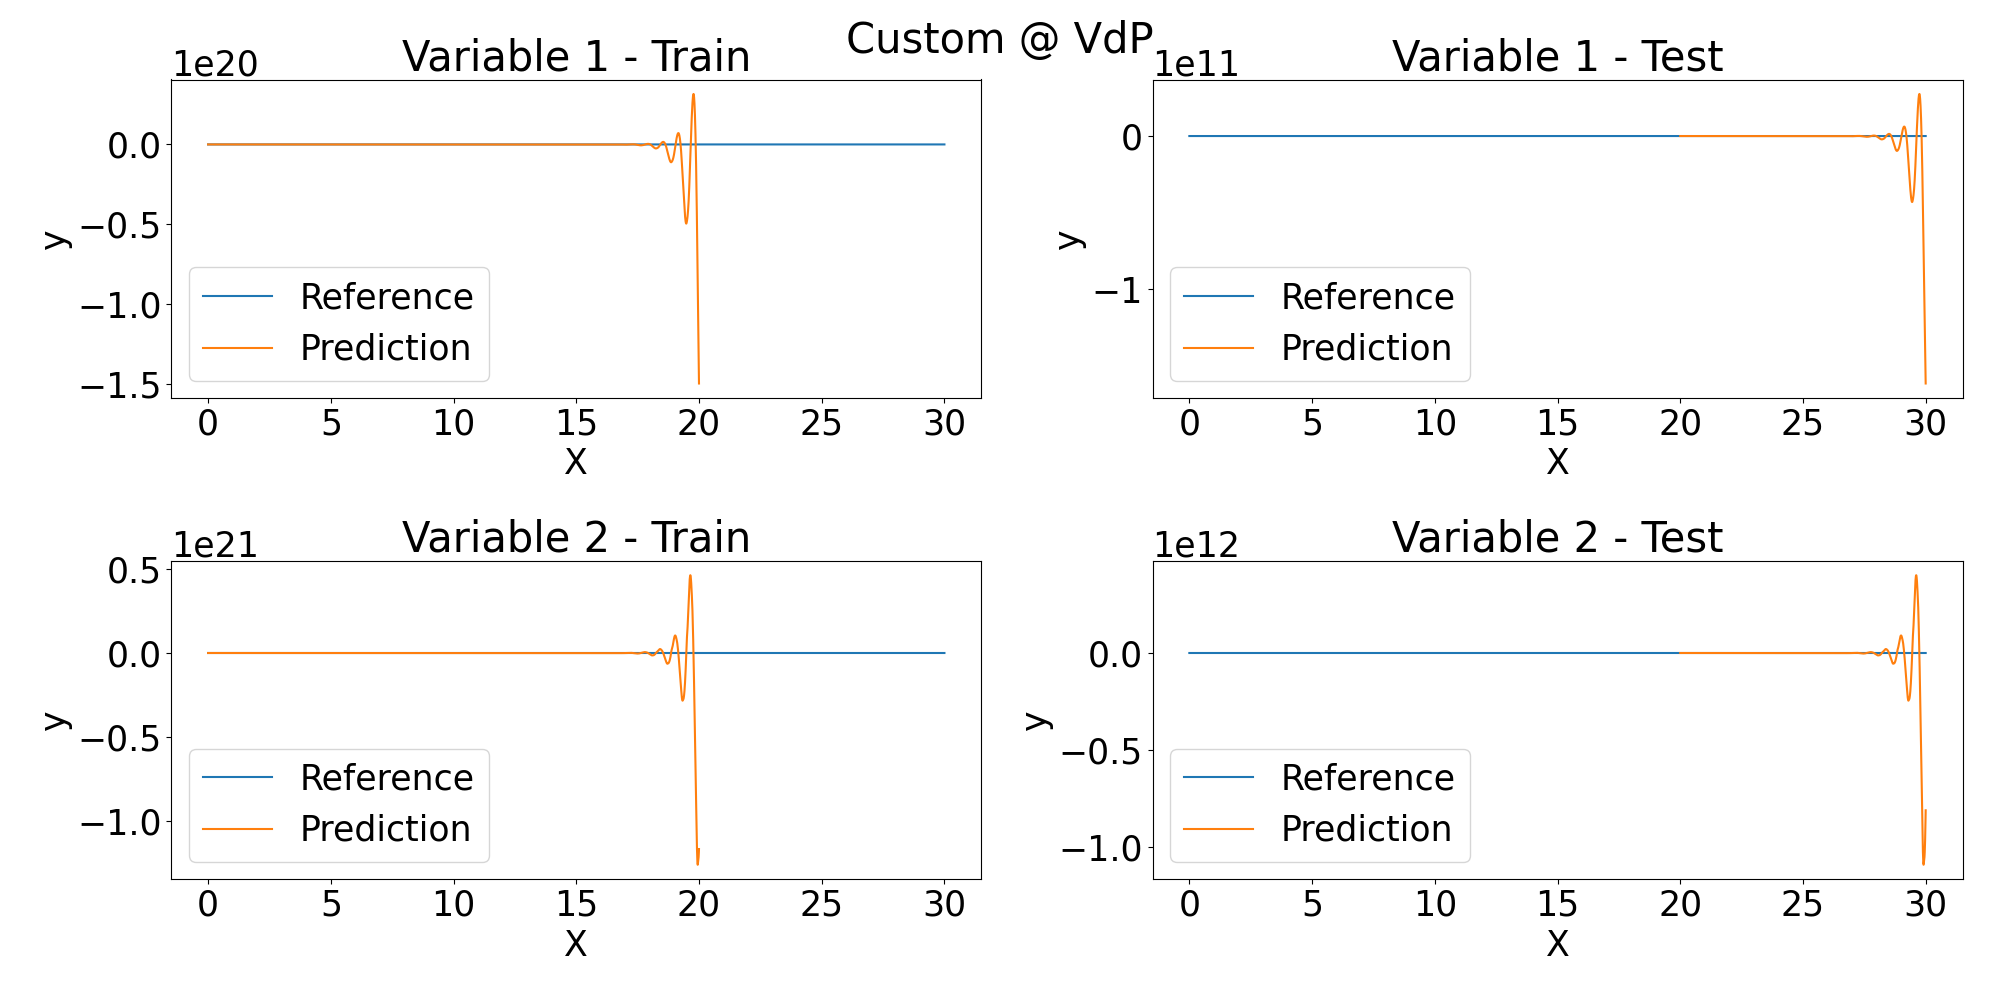 Custom @ VdP
Variable 1 - Train
1e20
0.0
−0.5
−1.0
−1.5
y
Reference
Prediction
0 5 10 15 20 25 30
X
Variable 1 - Test
1e11
0
−1
y
Reference
Prediction
0 5 10 15 20 25 30
X
Variable 2 - Train
1e21
0.5
0.0
−0.5
−1.0
y
Reference
Prediction
0 5 10 15 20 25 30
X
Variable 2 - Test
1e12
0.0
−0.5
−1.0
y
Reference
Prediction
0 5 10 15 20 25 30
X